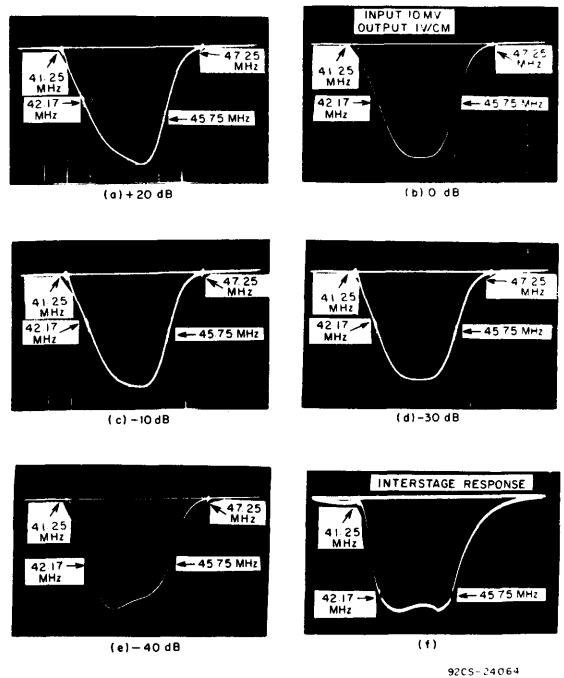 41.25
MHz
42.17
MHz
47.25
MHz
45.75 MHz
(a) +20 dB
INPUT 10 MV
OUTPUT 1V/CM
41.25
MHz
42.17
MHz
47.25
MHz
45.75 MHz
(b) 0 dB
41.25
MHz
42.17
MHz
47.25
MHz
45.75 MHz
(c) -10 dB
41.25
MHz
42.17
MHz
47.25
MHz
45.75 MHz
(d) -30 dB
41.25
MHz
42.17
MHz
47.25
MHz
45.75 MHz
(e) -40 dB
INTERSTAGE RESPONSE
41.25
MHz
42.17
MHz
45.75 MHz
(f)
92CS-24064